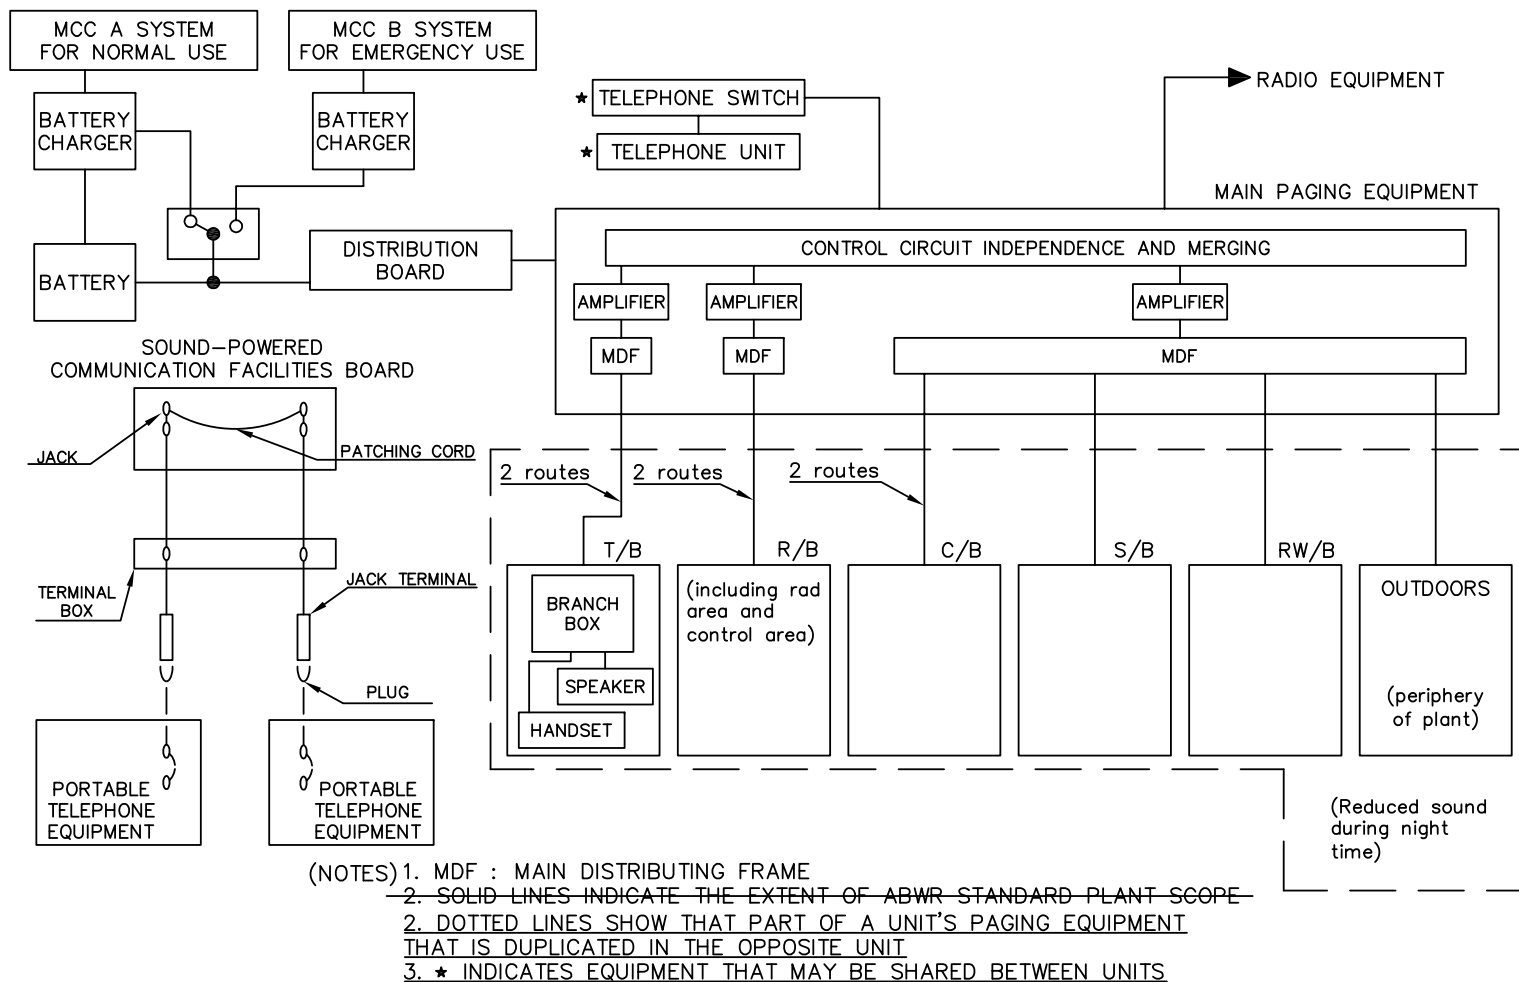 MCC A SYSTEM
FOR NORMAL USE
MCC B SYSTEM
FOR EMERGENCY USE
BATTERY
CHARGER
BATTERY
CHARGER
★ TELEPHONE SWITCH
★ TELEPHONE UNIT
RADIO EQUIPMENT
MAIN PAGING EQUIPMENT
BATTERY
DISTRIBUTION
BOARD
CONTROL CIRCUIT INDEPENDENCE AND MERGING
AMPLIFIER
AMPLIFIER
AMPLIFIER
MDF
MDF
MDF
SOUND-POWERED
COMMUNICATION FACILITIES BOARD
JACK
PATCHING CORD
TERMINAL
BOX
JACK TERMINAL
PLUG
PORTABLE
TELEPHONE
EQUIPMENT
PORTABLE
TELEPHONE
EQUIPMENT
2 routes
2 routes
2 routes
T/B
R/B
C/B
S/B
RW/B
BRANCH
BOX
SPEAKER
HANDSET
(including rad
area and
control area)
OUTDOORS
(periphery
of plant)
(Reduced sound
during night
time)
(NOTES) 1. MDF : MAIN DISTRIBUTING FRAME
2. SOLID LINES INDICATE THE EXTENT OF ABWR STANDARD PLANT SCOPE
2. DOTTED LINES SHOW THAT PART OF A UNIT'S PAGING EQUIPMENT
THAT IS DUPLICATED IN THE OPPOSITE UNIT
3. ★ INDICATES EQUIPMENT THAT MAY BE SHARED BETWEEN UNITS